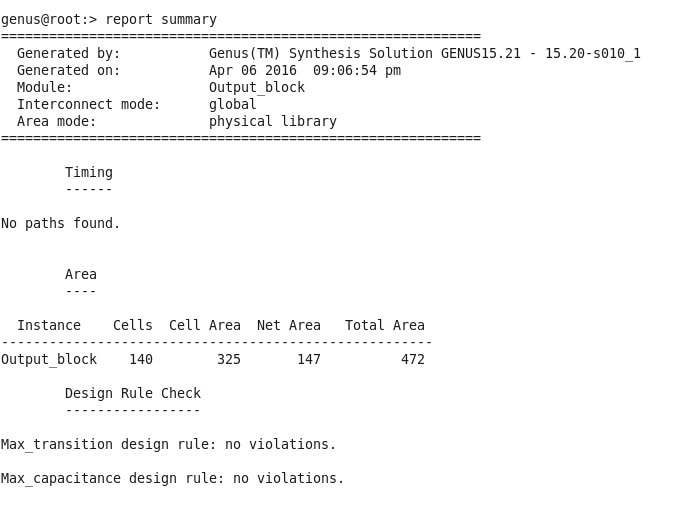 genus@root:> report summary
============================================================
  Generated by:           Genus(TM) Synthesis Solution GENUS15.21 - 15.20-s010_1
  Generated on:           Apr 06 2016  09:06:54 pm
  Module:                 Output_block
  Interconnect mode:      global
  Area mode:              physical library
============================================================
        Timing
        ------
No paths found.
        Area
        ----
  Instance    Cells  Cell Area  Net Area   Total Area
------------------------------------------------------
Output_block    140        325       147          472
        Design Rule Check
        -----------------
Max_transition design rule: no violations.
Max_capacitance design rule: no violations.